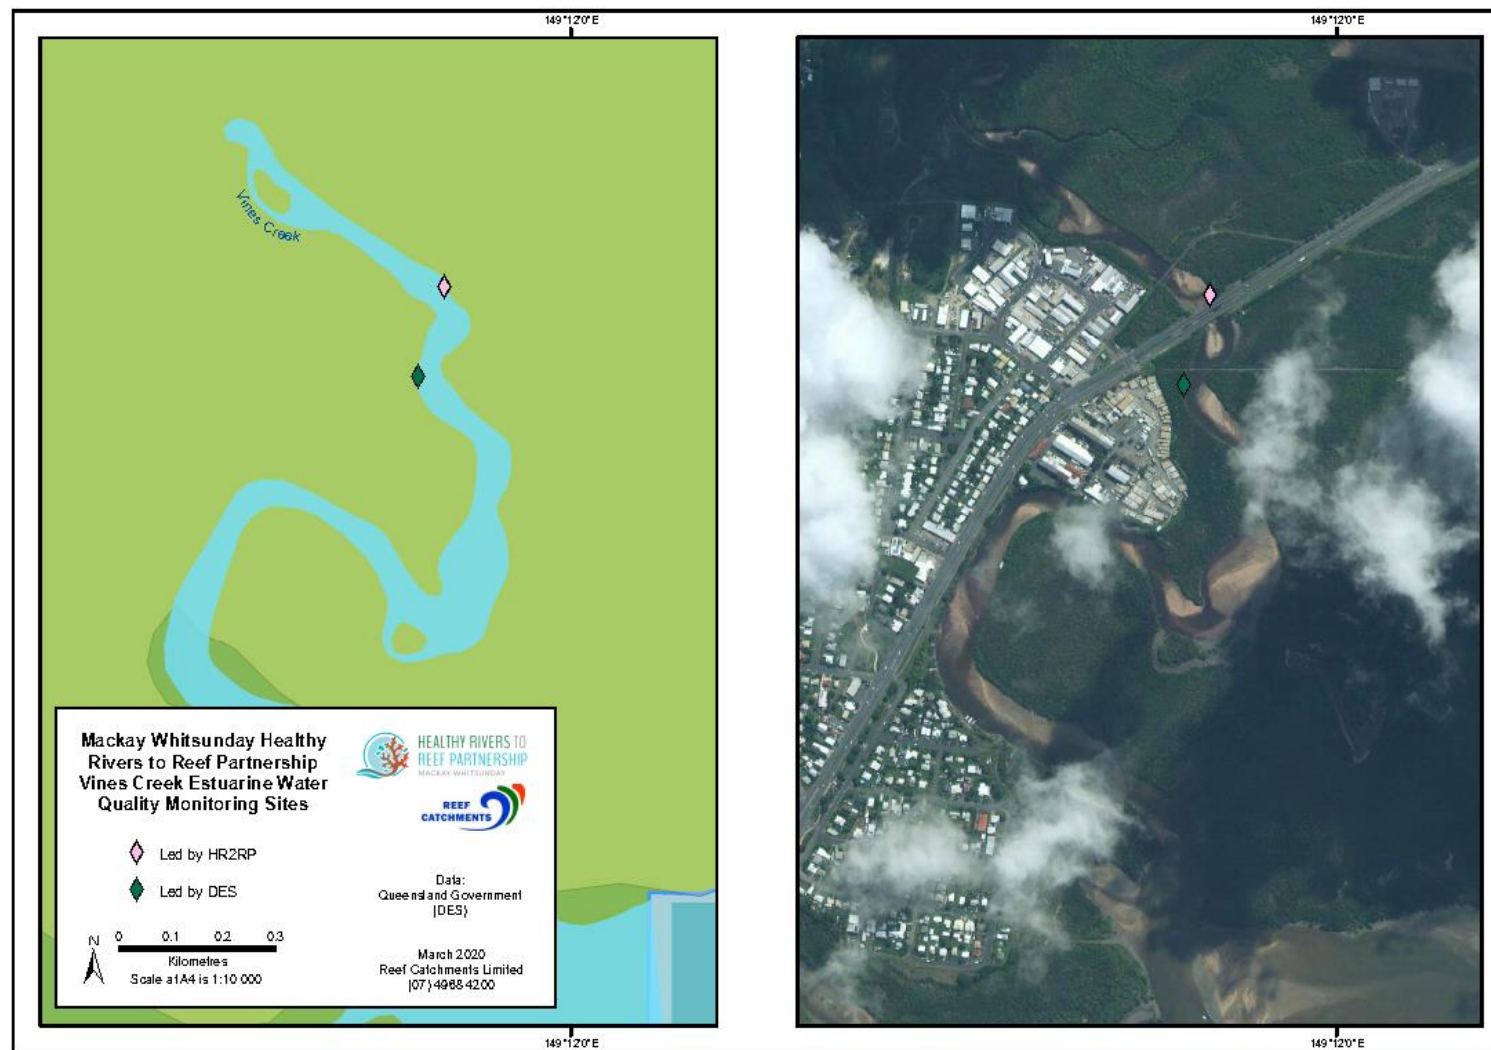 149°12'0"E
149°12'0"E
Vines Creek
Mackay Whitsunday Healthy
Rivers to Reef Partnership
Vines Creek Estuarine Water
Quality Monitoring Sites
HEALTHY RIVERS TO
REEF PARTNERSHIP
MACKAY-WHITSUNDAY
REEF
CATCHMENTS
Led by HR2RP
Led by DES
Data:
Queensland Government
(DES)
N
0 0.1 0.2 0.3
Kilometres
Scale at A4 is 1:10 000
March 2020
Reef Catchments Limited
(07) 4968 4200
149°12'0"E
149°12'0"E